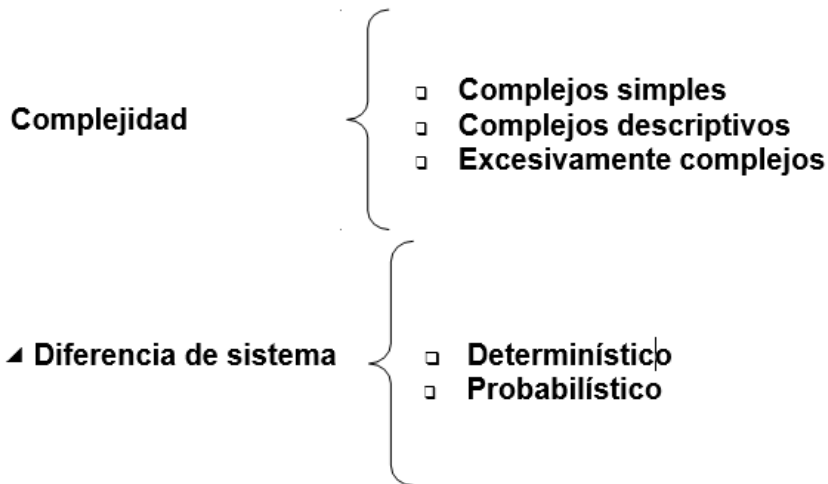 Complejidad
Complejos simples
Complejos descriptivos
Excesivamente complejos
Diferencia de sistema
Determinístico
Probabilístico